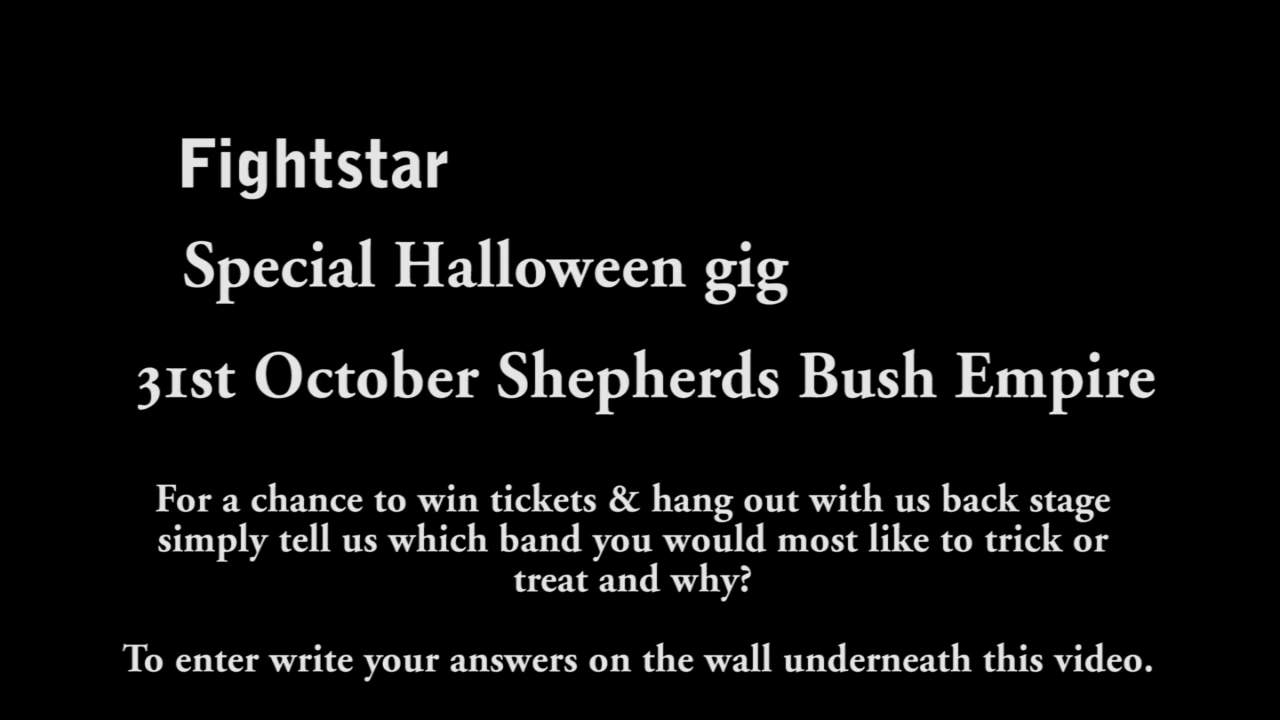 Fightstar
Special Halloween gig
31st October Shepherds Bush Empire
For a chance to win tickets & hang out with us back stage
simply tell us which band you would most like to trick or
treat and why?
To enter write your answers on the wall underneath this video.